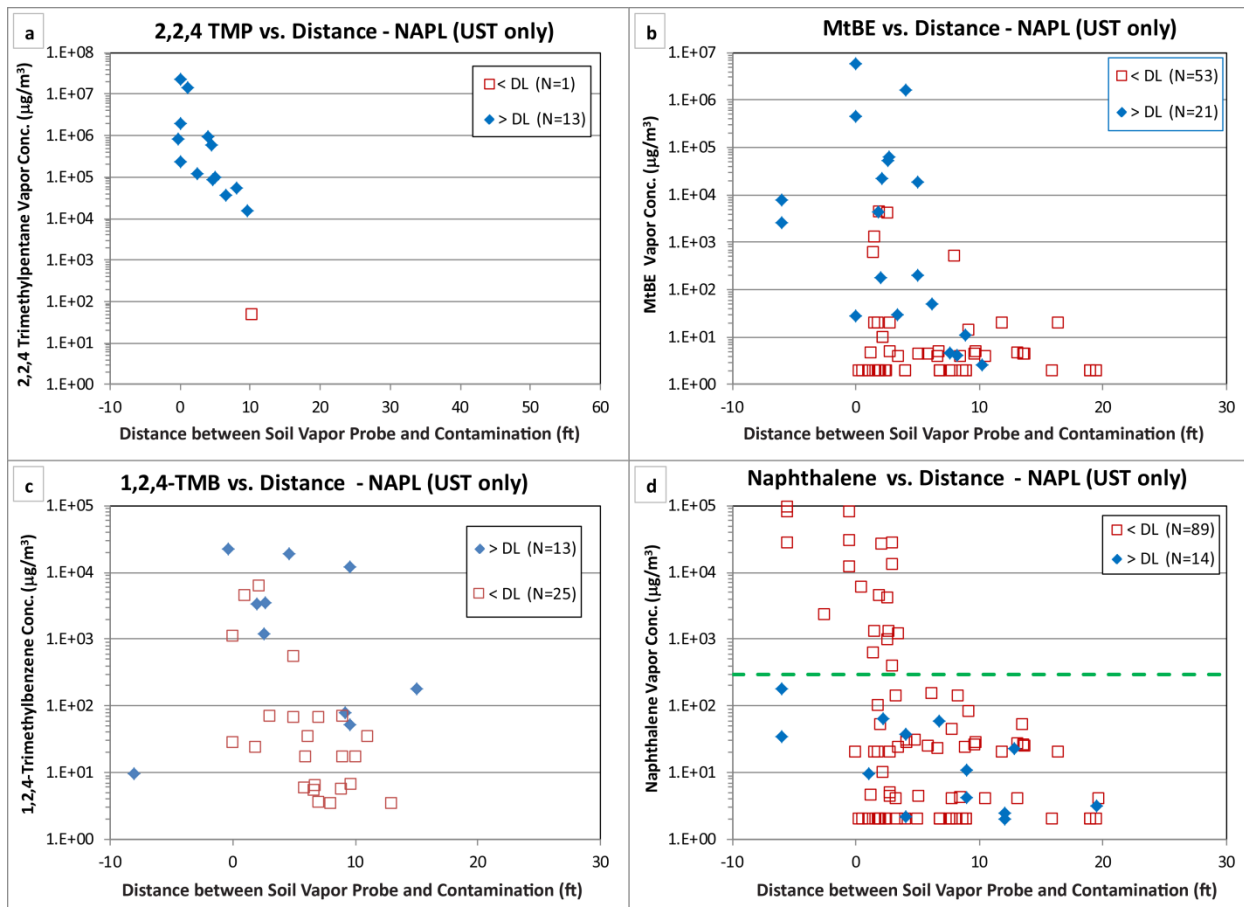 a
2,2,4 TMP vs. Distance - NAPL (UST only)
2,2,4 Trimethylpentane Vapor Conc. (µg/m³)
1.E+08
1.E+07
1.E+06
1.E+05
1.E+04
1.E+03
1.E+02
1.E+01
1.E+00
< DL (N=1)
> DL (N=13)
-10 0 10 20 30 40 50 60
Distance between Soil Vapor Probe and Contamination (ft)
b
MtBE vs. Distance - NAPL (UST only)
MtBE Vapor Conc. (µg/m³)
1.E+07
1.E+06
1.E+05
1.E+04
1.E+03
1.E+02
1.E+01
1.E+00
< DL (N=53)
> DL (N=21)
-10 0 10 20 30
Distance between Soil Vapor Probe and Contamination (ft)
c
1,2,4-TMB vs. Distance - NAPL (UST only)
1,2,4-Trimethylbenzene Conc. (µg/m³)
1.E+05
1.E+04
1.E+03
1.E+02
1.E+01
1.E+00
> DL (N=13)
< DL (N=25)
-10 0 10 20 30
Distance between Soil Vapor Probe and Contamination (ft)
d
Naphthalene vs. Distance - NAPL (UST only)
Naphthalene Vapor Conc. (µg/m³)
1.E+05
1.E+04
1.E+03
1.E+02
1.E+01
1.E+00
< DL (N=89)
> DL (N=14)
-10 0 10 20 30
Distance between Soil Vapor Probe and Contamination (ft)